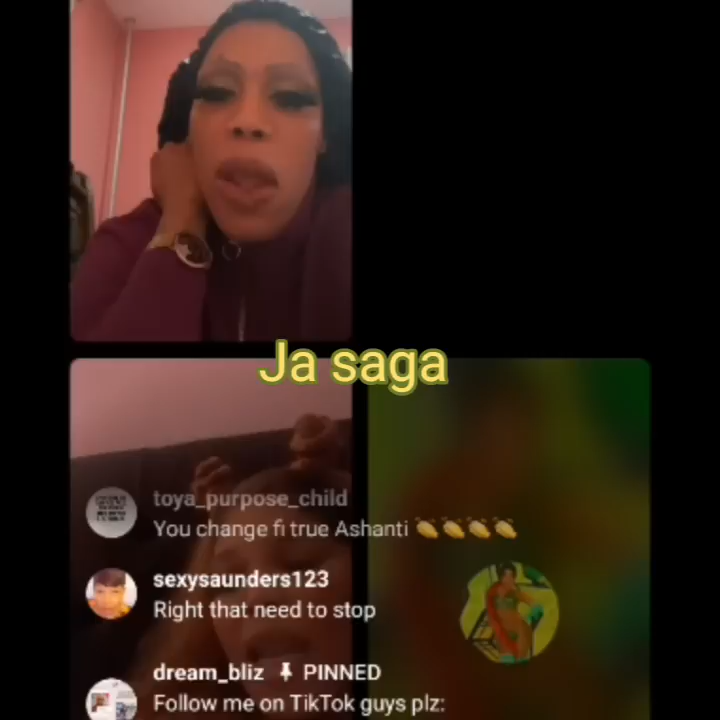 Ja saga
toya_purpose_child
You change fi true Ashanti 👏👏👏👏
sexysaunders123
Right that need to stop
dream_bliz 📌 PINNED
Follow me on TikTok guys plz: